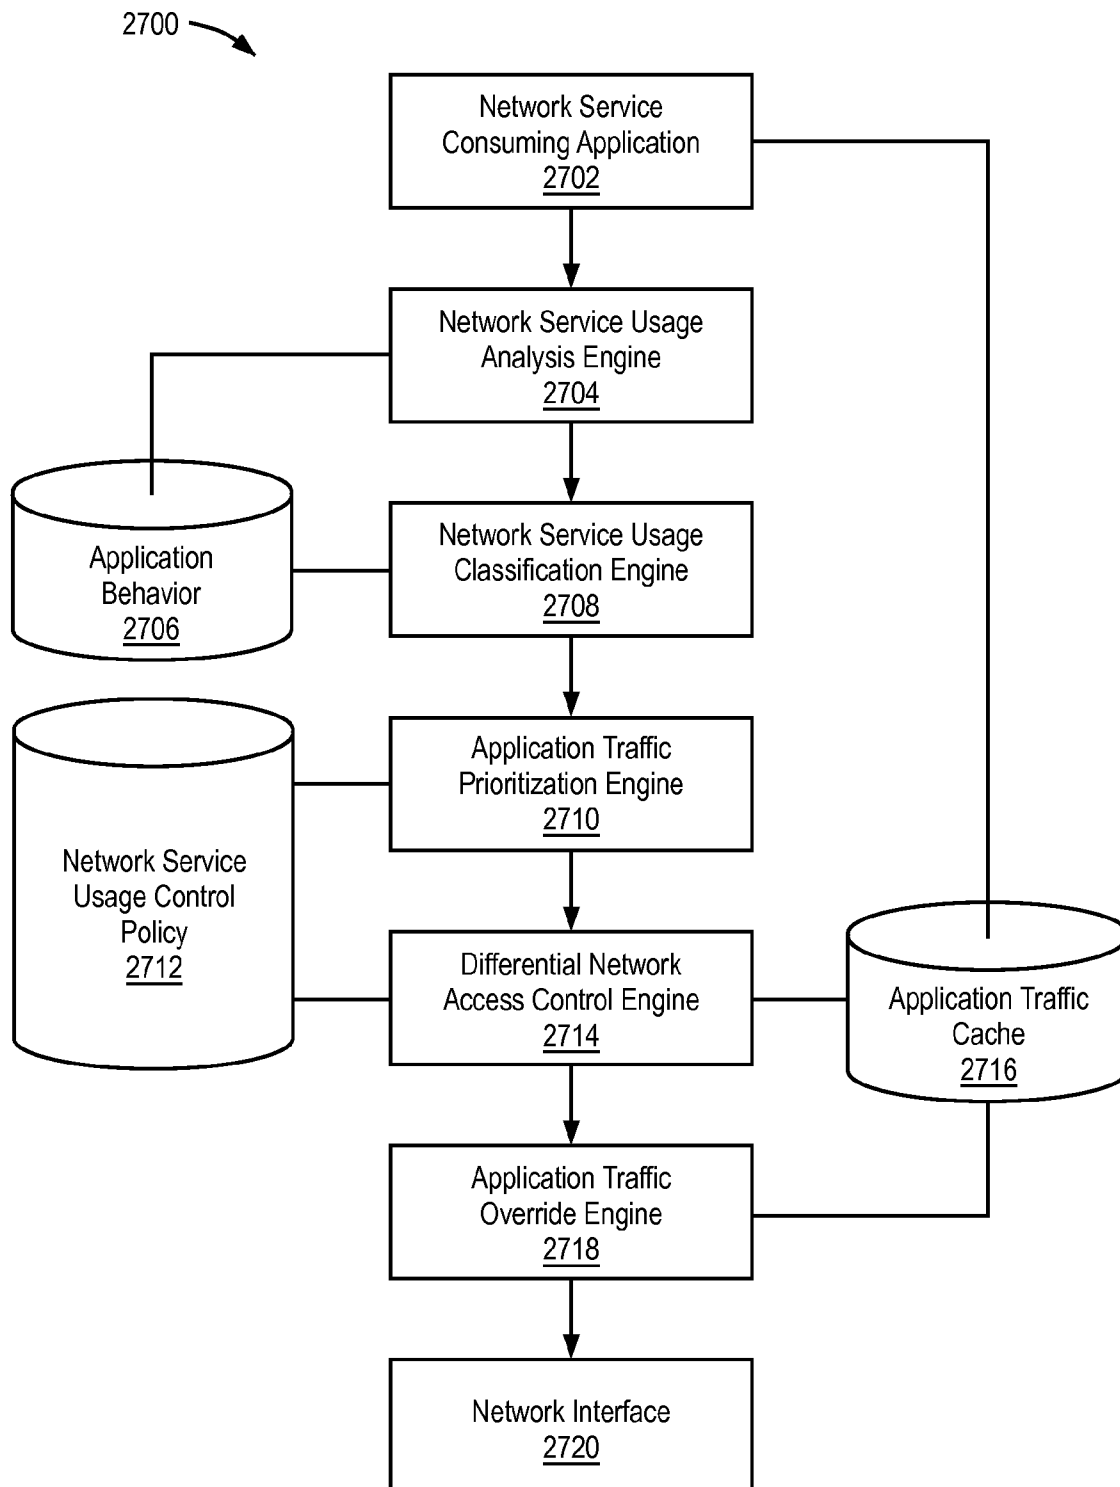 2700
Network Service
Consuming Application
2702
Network Service Usage
Analysis Engine
2704
Application
Behavior
2706
Network Service Usage
Classification Engine
2708
Application Traffic
Prioritization Engine
2710
Network Service
Usage Control
Policy
2712
Differential Network
Access Control Engine
2714
Application Traffic
Cache
2716
Application Traffic
Override Engine
2718
Network Interface
2720